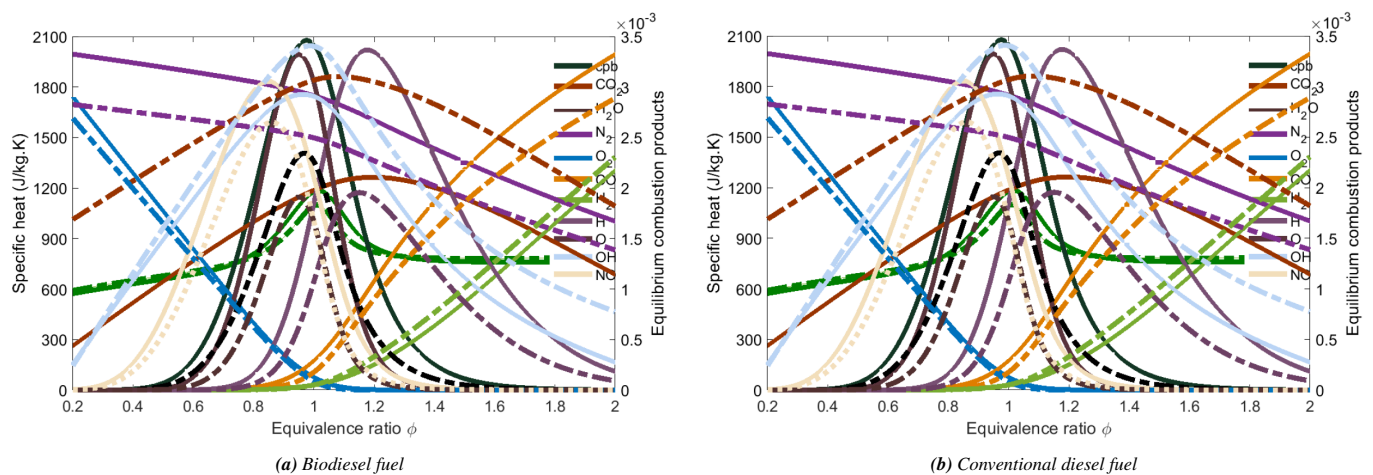 ×10⁻³
2100
1800
1500
1200
900
600
300
0
Specific heat (J/kg.K)
0.2
0.4
0.6
0.8
1
1.2
1.4
1.6
1.8
2
Equivalence ratio ϕ
3.5
3
2.5
2
1.5
1
0.5
0
Equilibrium combustion products
cpb
CO₂
H₂O
N₂
O₂
CO
H₂
H
O
OH
NO
(a) Biodiesel fuel
×10⁻³
2100
1800
1500
1200
900
600
300
0
Specific heat (J/kg.K)
0.2
0.4
0.6
0.8
1
1.2
1.4
1.6
1.8
2
Equivalence ratio ϕ
3.5
3
2.5
2
1.5
1
0.5
0
Equilibrium combustion products
cpb
CO₂
H₂O
N₂
O₂
CO
H₂
H
O
OH
NO
(b) Conventional diesel fuel